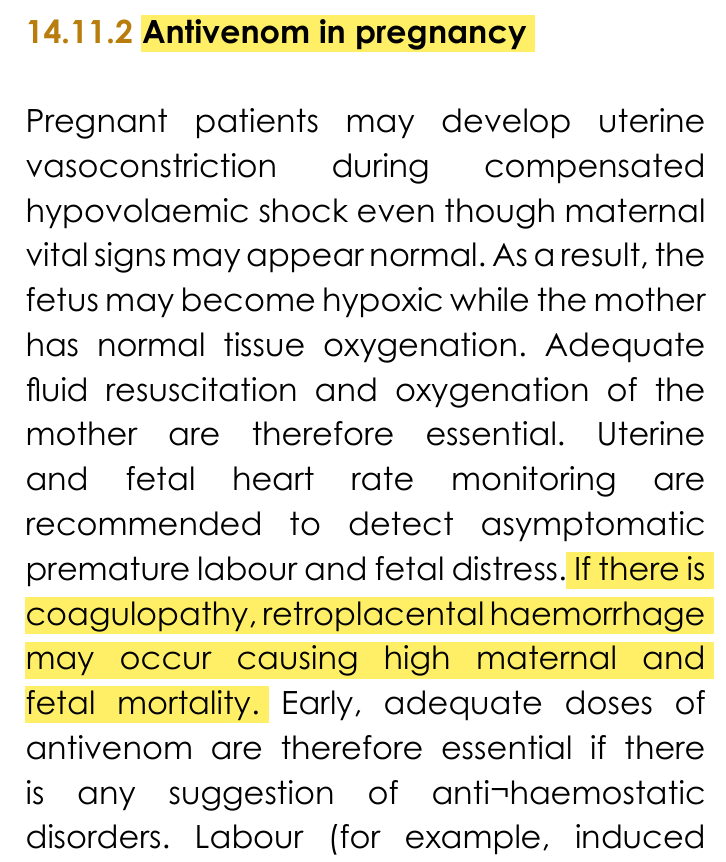 14.11.2 Antivenom in pregnancy
Pregnant patients may develop uterine
vasoconstriction during compensated
hypovolaemic shock even though maternal
vital signs may appear normal. As a result, the
fetus may become hypoxic while the mother
has normal tissue oxygenation. Adequate
fluid resuscitation and oxygenation of the
mother are therefore essential. Uterine
and fetal heart rate monitoring are
recommended to detect asymptomatic
premature labour and fetal distress. If there is
coagulopathy, retroplacental haemorrhage
may occur causing high maternal and
fetal mortality. Early, adequate doses of
antivenom are therefore essential if there
is any suggestion of anti¬haemostatic
disorders. Labour (for example, induced